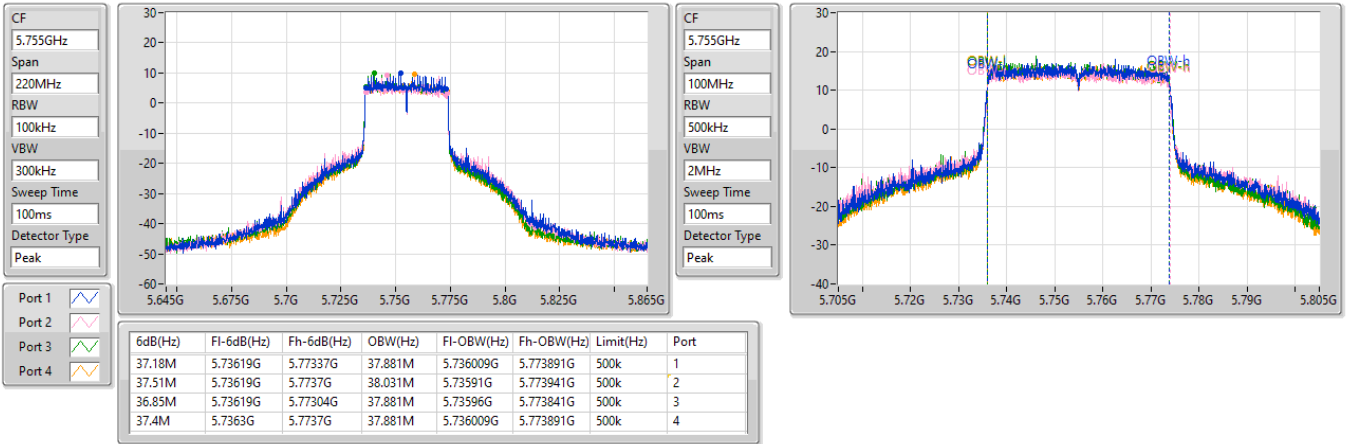 CF
5.755GHz
Span
220MHz
RBW
100kHz
VBW
300kHz
Sweep Time
100ms
Detector Type
Peak
30
20
10
0
-10
-20
-30
-40
-50
-60
5.645G 5.675G 5.7G 5.725G 5.75G 5.775G 5.8G 5.825G 5.865G
CF
5.755GHz
Span
100MHz
RBW
500kHz
VBW
2MHz
Sweep Time
100ms
Detector Type
Peak
30
20
10
0
-10
-20
-30
-40
OBW-l OBW-h
5.705G 5.72G 5.73G 5.74G 5.75G 5.76G 5.77G 5.78G 5.79G 5.805G
Port 1
Port 2
Port 3
Port 4
6dB(Hz) Fl-6dB(Hz) Fh-6dB(Hz) OBW(Hz) Fl-OBW(Hz) Fh-OBW(Hz) Limit(Hz) Port
37.18M 5.73619G 5.77337G 37.881M 5.736009G 5.773891G 500k 1
37.51M 5.73619G 5.7737G 38.031M 5.73591G 5.773941G 500k 2
36.85M 5.73619G 5.77304G 37.881M 5.73596G 5.773841G 500k 3
37.4M 5.7363G 5.7737G 37.881M 5.736009G 5.773891G 500k 4